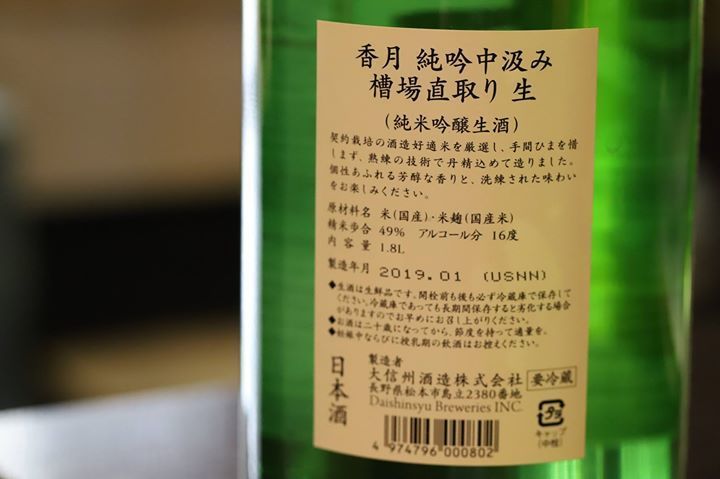 香月 純吟中汲み
槽場直取り 生
(純米吟醸生酒)
契約栽培の酒造好適米を厳選し、手間ひまを惜
しまず、熟練の技術で丹精込めて造りました。
個性あふれる芳醇な香りと、洗練された味わい
をお楽しみください。
原材料名 米(国産)・米麹(国産米)
精米歩合 49% アルコール分 16度
内容量 1.8L
製造年月 2019.01 (USNN)
◆生酒は生鮮品です。開栓前も後も必ず冷蔵庫で保存して
ください。冷蔵庫であっても長期間保存すると劣化する場合
がありますのでお早めにお召し上がりください。
◆お酒は二十歳になってから、節度を持って適量を。
◆妊娠中ならびに授乳期の飲酒はお控えください。
日本酒
製造者
大信州酒造株式会社
要冷蔵
長野県松本市島立2380番地
Daishinsyu Breweries INC.
4 974796 000802
キャップ
(中栓)